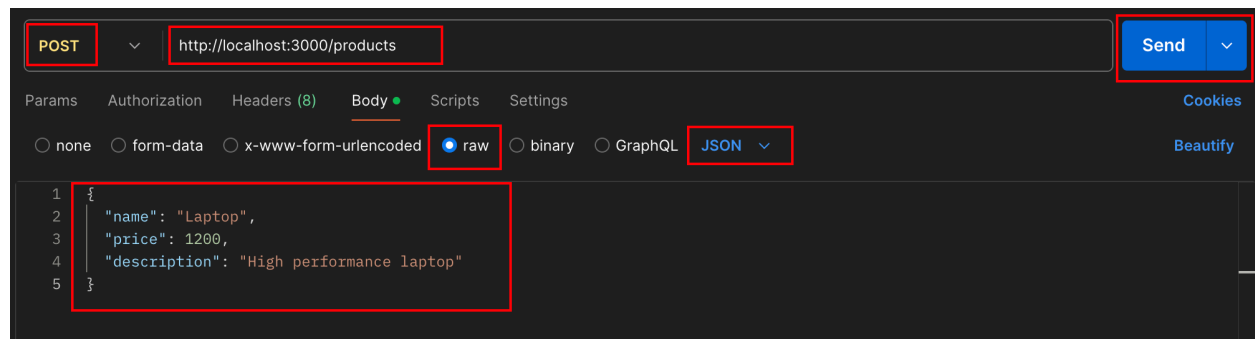 POST http://localhost:3000/products Send
Params Authorization Headers (8) Body Scripts Settings Cookies
none form-data x-www-form-urlencoded raw binary GraphQL JSON Beautify
1 {
2 "name": "Laptop",
3 "price": 1200,
4 "description": "High performance laptop"
5 }